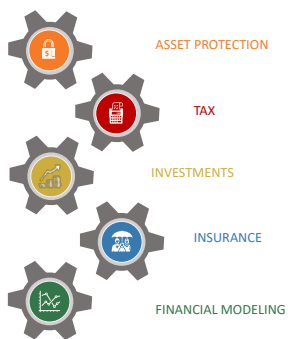 ASSET PROTECTION
$
TAX
INVESTMENTS
INSURANCE
FINANCIAL MODELING